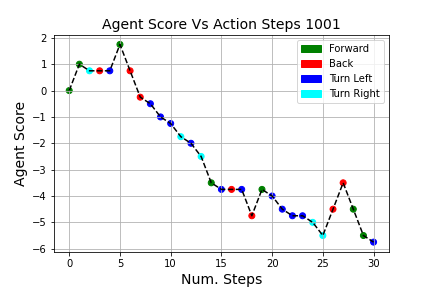 Agent Score Vs Action Steps 1001
Forward
Back
Turn Left
Turn Right
Agent Score
2
1
0
−1
−2
−3
−4
−5
−6
0 5 10 15 20 25 30
Num. Steps